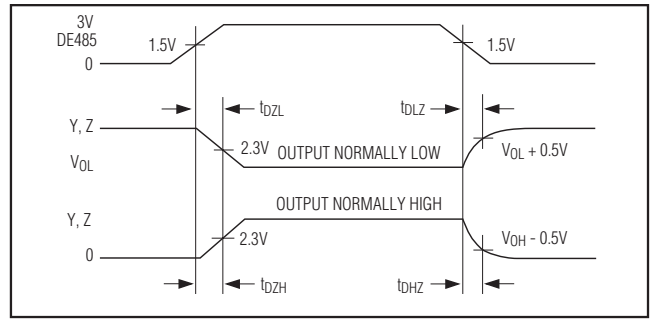 3V
DE485
1.5V
1.5V
0
tDZL
tDLZ
Y, Z
2.3V
OUTPUT NORMALLY LOW
VOL + 0.5V
VOL
OUTPUT NORMALLY HIGH
Y, Z
2.3V
VOH - 0.5V
0
tDZH
tDHZ